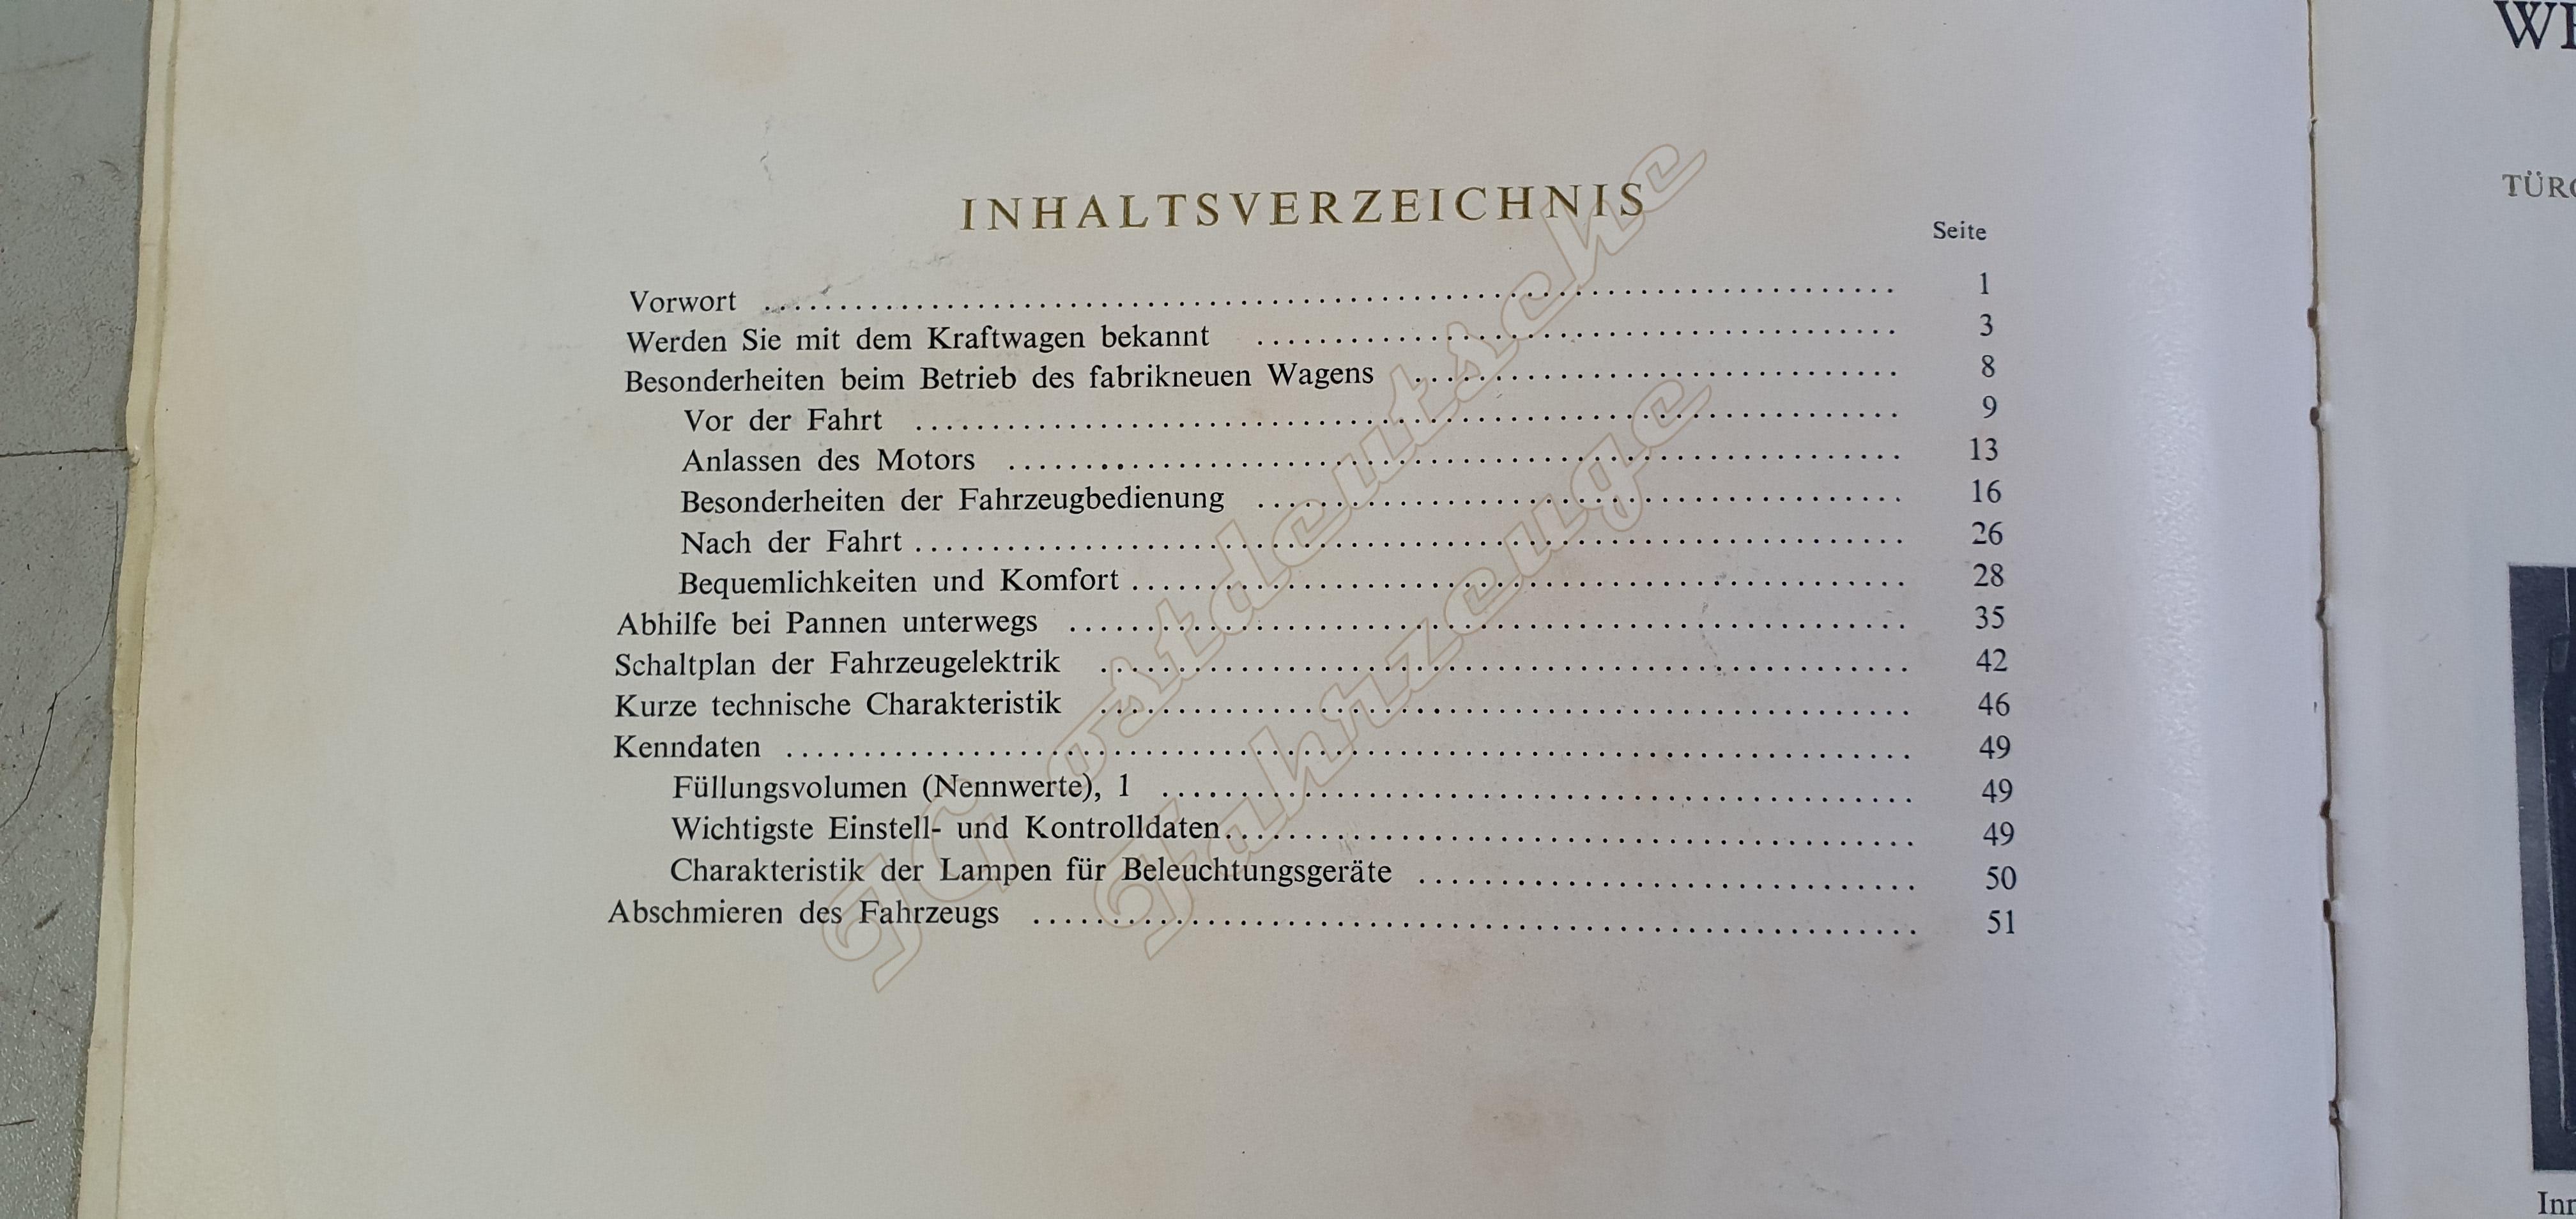 INHALTSVERZEICHNIS
Seite
Vorwort .......... 1
Werden Sie mit dem Kraftwagen bekannt .......... 3
Besonderheiten beim Betrieb des fabrikneuen Wagens .......... 8
Vor der Fahrt .......... 9
Anlassen des Motors .......... 13
Besonderheiten der Fahrzeugbedienung .......... 16
Nach der Fahrt .......... 26
Bequemlichkeiten und Komfort .......... 28
Abhilfe bei Pannen unterwegs .......... 35
Schaltplan der Fahrzeugelektrik .......... 42
Kurze technische Charakteristik .......... 46
Kenndaten .......... 49
Füllungsvolumen (Nennwerte), l .......... 49
Wichtigste Einstell- und Kontrolldaten .......... 49
Charakteristik der Lampen für Beleuchtungsgeräte .......... 50
Abschmieren des Fahrzeugs .......... 51
IG ostdeutsche
Fahrzeuge